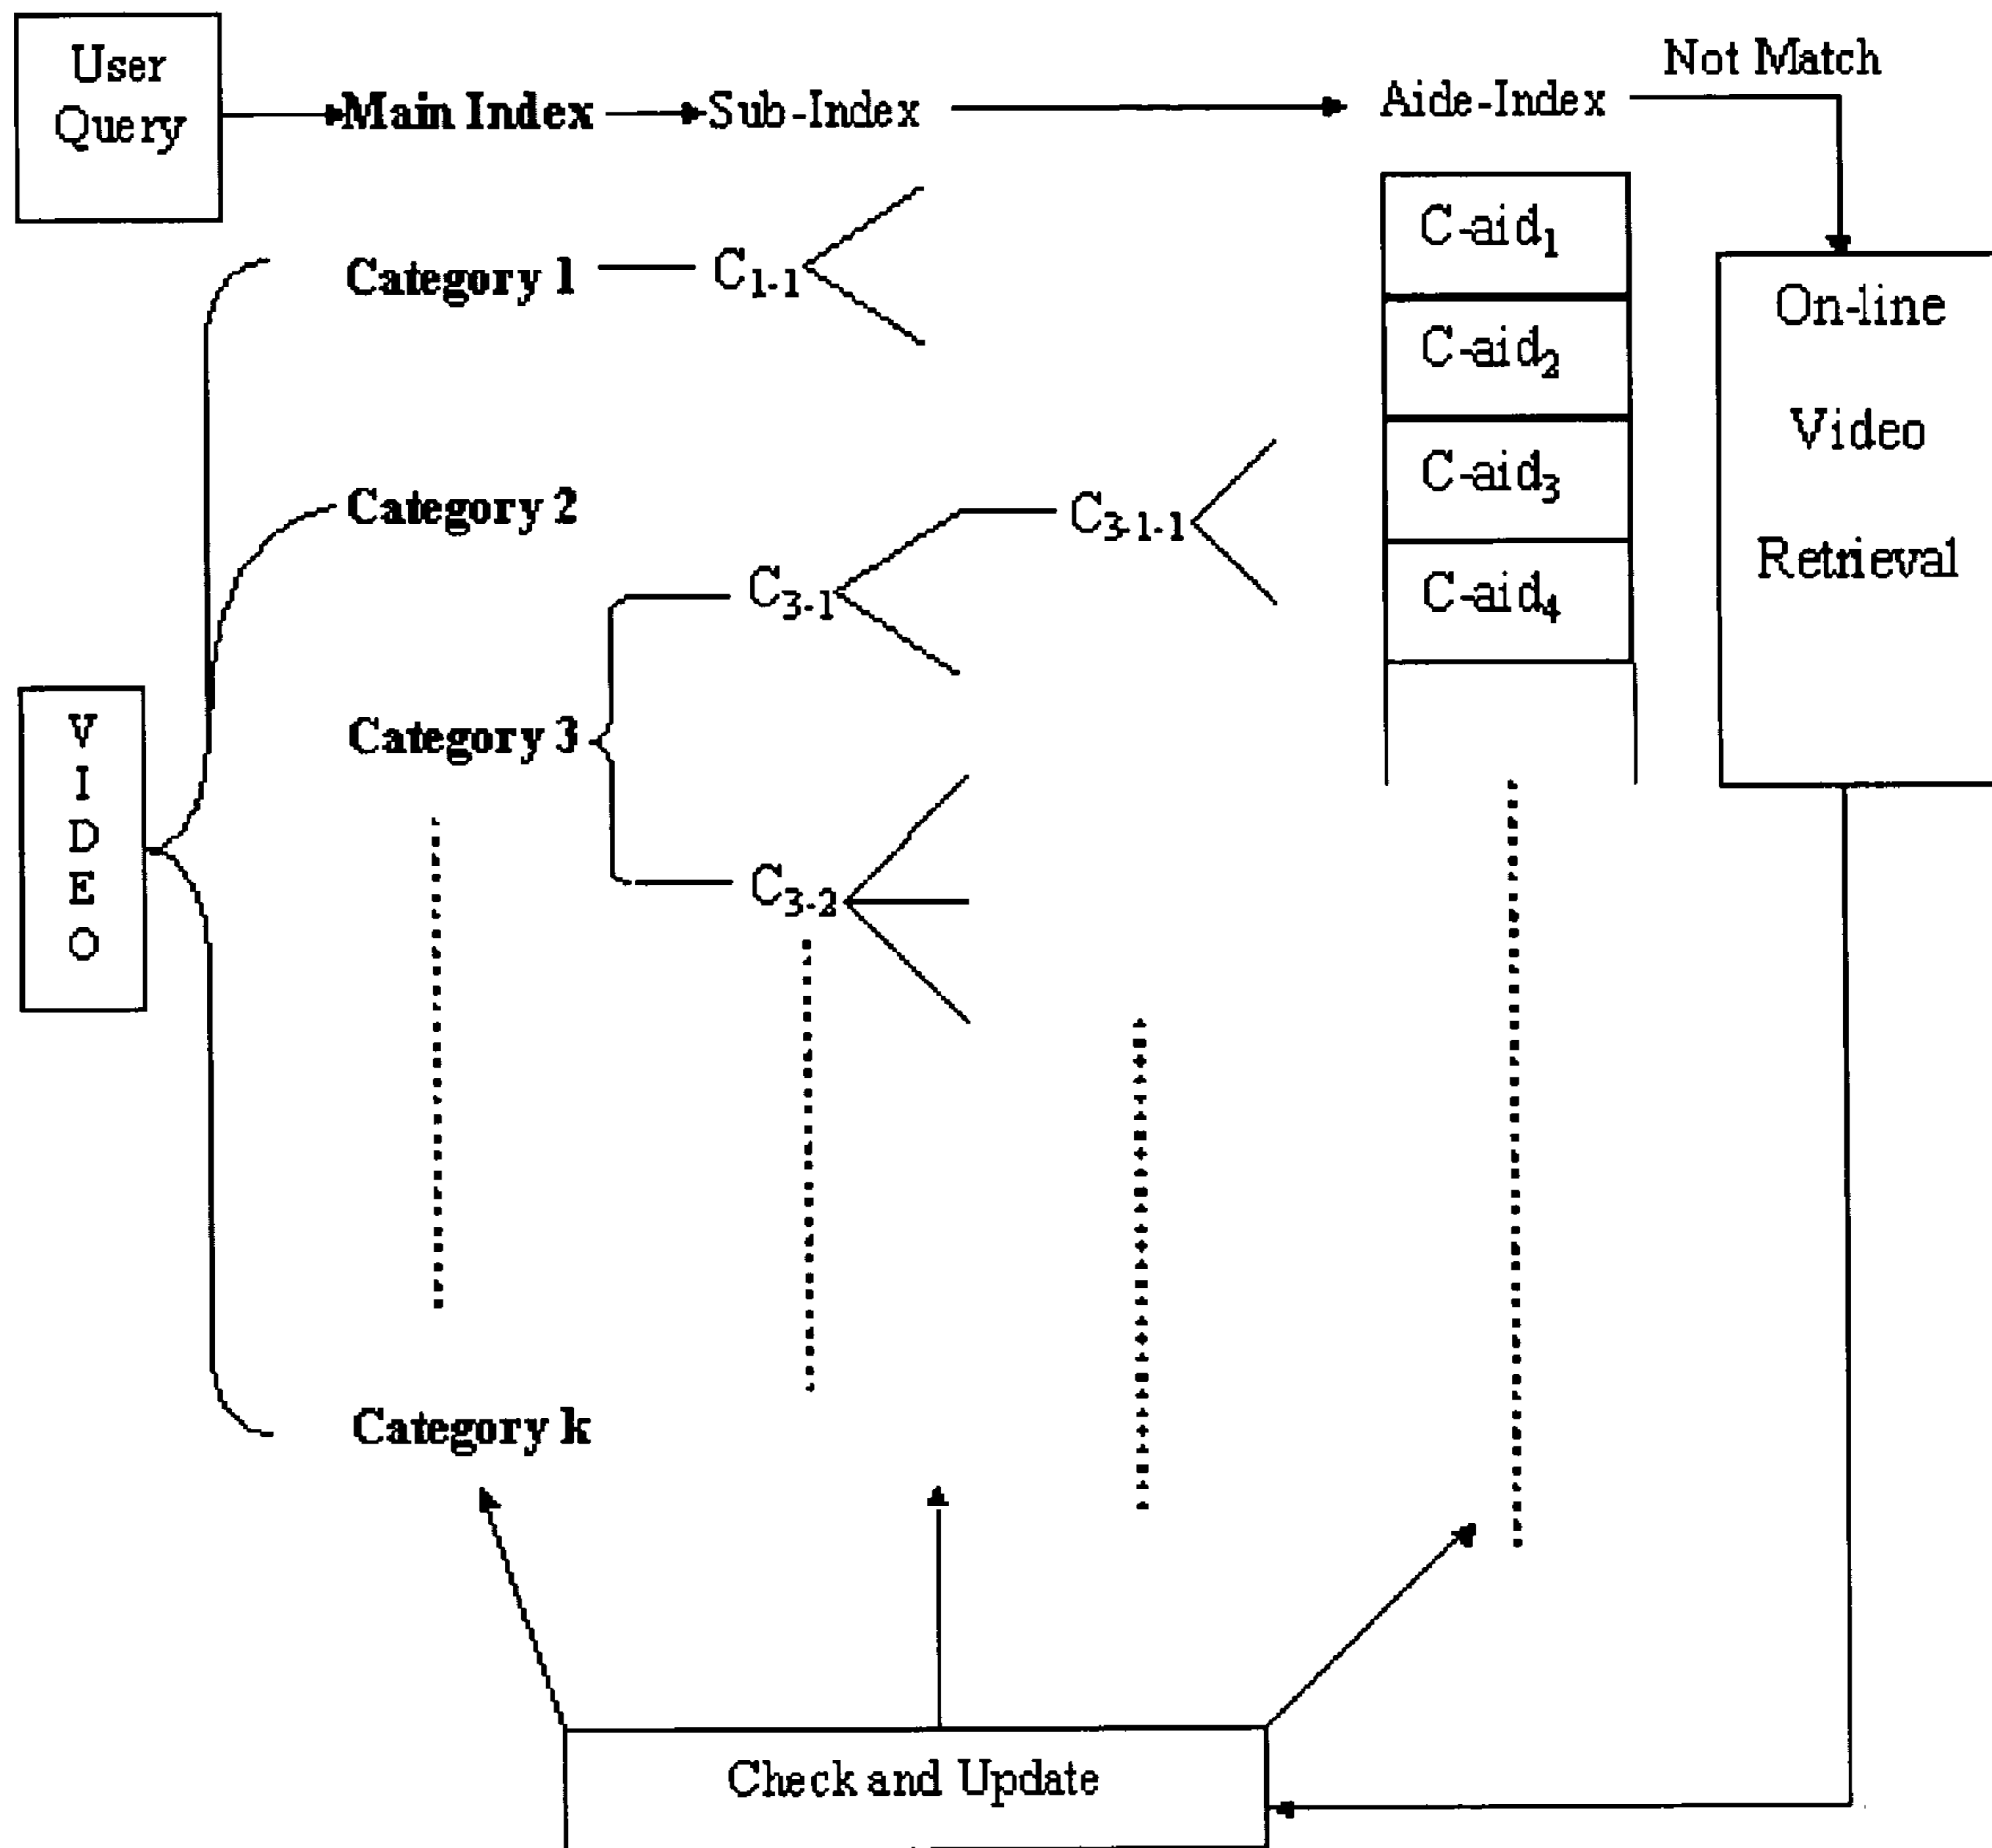 User
Query
Main Index
Sub-Index
Aide-Index
Not Match
Category 1
C1-1
C-aid1
C-aid2
C-aid3
C-aid4
On-line
Video
Retrieval
Category 2
C3-1-1
C3-1
Category 3
C3-2
V
I
D
E
O
Category k
Check and Update